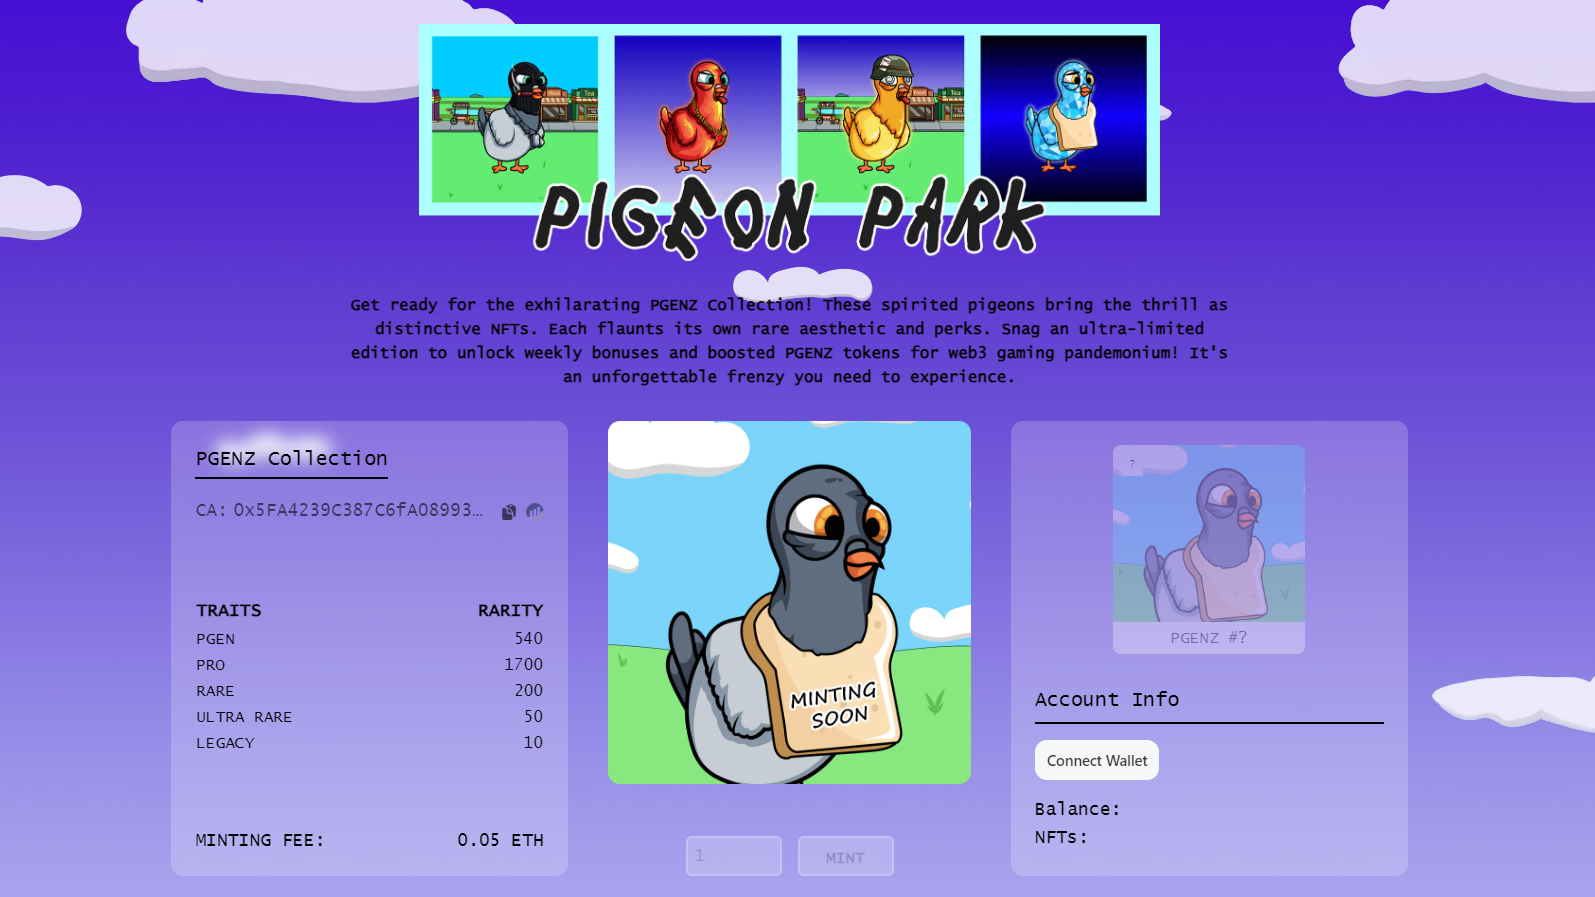 PIGEON PARK
Get ready for the exhilarating PGENZ Collection! These spirited pigeons bring the thrill as
distinctive NFTs. Each flaunts its own rare aesthetic and perks. Snag an ultra-limited
edition to unlock weekly bonuses and boosted PGENZ tokens for web3 gaming pandemonium! It's
an unforgettable frenzy you need to experience.
PGENZ Collection
CA: 0x5FA4239C387C6fA08993…
TRAITS RARITY
PGEN 540
PRO 1700
RARE 200
ULTRA RARE 50
LEGACY 10
MINTING FEE: 0.05 ETH
MINTING
SOON
1 MINT
?
PGENZ #?
Account Info
Connect Wallet
Balance:
NFTs: